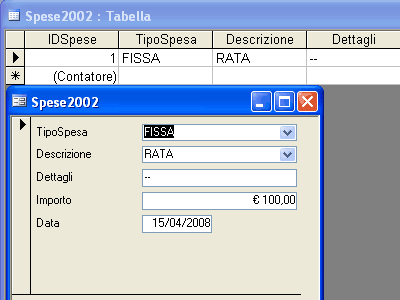 Spese2002 : Tabella
IDSpese TipoSpesa Descrizione Dettagli
1 FISSA RATA --
(Contatore)
Spese2002
TipoSpesa FISSA
Descrizione RATA
Dettagli --
Importo € 100,00
Data 15/04/2008